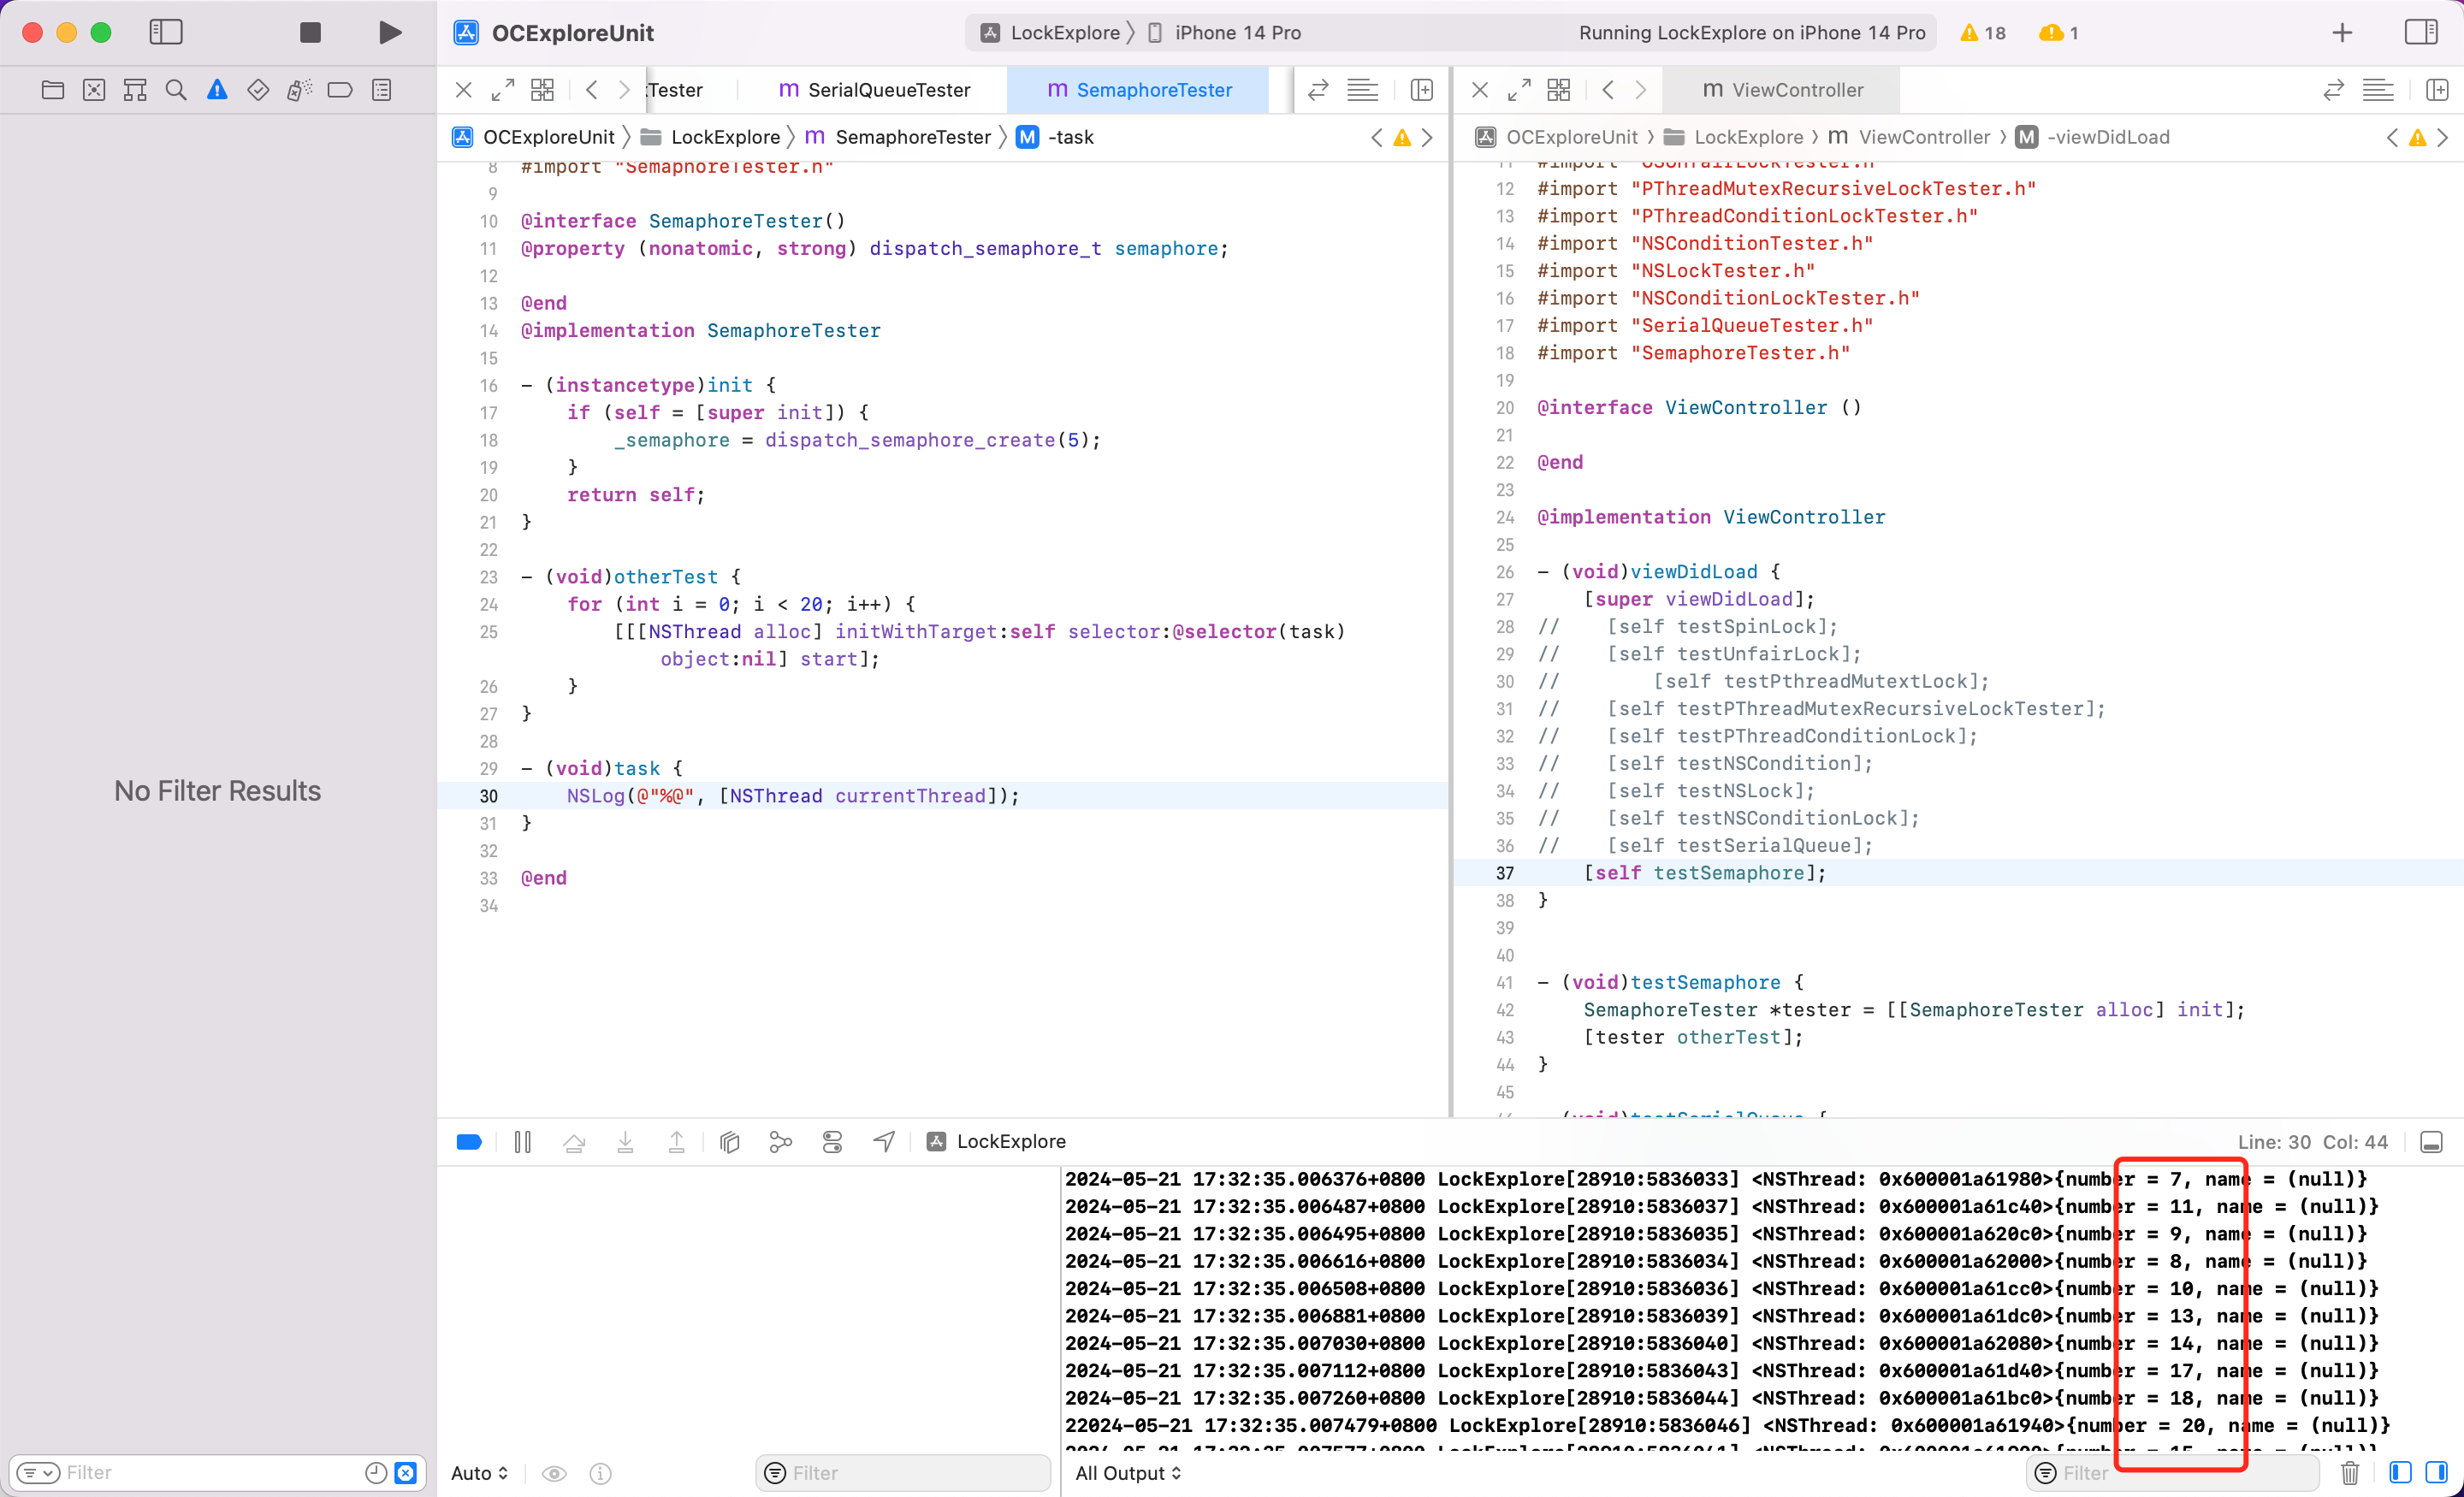 OCExploreUnit
LockExplore
iPhone 14 Pro
Running LockExplore on iPhone 14 Pro
18
1
Tester
m SerialQueueTester
m SemaphoreTester
m ViewController
OCExploreUnit
LockExplore
m SemaphoreTester
M -task
OCExploreUnit
LockExplore
m ViewController
M -viewDidLoad
No Filter Results
8 #import "SemaphoreTester.h"
9
10 @interface SemaphoreTester()
11 @property (nonatomic, strong) dispatch_semaphore_t semaphore;
12
13 @end
14 @implementation SemaphoreTester
15
16 - (instancetype)init {
17     if (self = [super init]) {
18         _semaphore = dispatch_semaphore_create(5);
19     }
20     return self;
21 }
22
23 - (void)otherTest {
24     for (int i = 0; i < 20; i++) {
25         [[[NSThread alloc] initWithTarget:self selector:@selector(task)
            object:nil] start];
26     }
27 }
28
29 - (void)task {
30     NSLog(@"%@", [NSThread currentThread]);
31 }
32
33 @end
34
11 #import "OSUnfairLockTester.h"
12 #import "PThreadMutexRecursiveLockTester.h"
13 #import "PThreadConditionLockTester.h"
14 #import "NSConditionTester.h"
15 #import "NSLockTester.h"
16 #import "NSConditionLockTester.h"
17 #import "SerialQueueTester.h"
18 #import "SemaphoreTester.h"
19
20 @interface ViewController ()
21
22 @end
23
24 @implementation ViewController
25
26 - (void)viewDidLoad {
27     [super viewDidLoad];
28 //    [self testSpinLock];
29 //    [self testUnfairLock];
30 //        [self testPthreadMutextLock];
31 //    [self testPThreadMutexRecursiveLockTester];
32 //    [self testPThreadConditionLock];
33 //    [self testNSCondition];
34 //    [self testNSLock];
35 //    [self testNSConditionLock];
36 //    [self testSerialQueue];
37     [self testSemaphore];
38 }
39
40
41 - (void)testSemaphore {
42     SemaphoreTester *tester = [[SemaphoreTester alloc] init];
43     [tester otherTest];
44 }
45
(void)testSerialQueue {
LockExplore
Line: 30 Col: 44
2024-05-21 17:32:35.006376+0800 LockExplore[28910:5836033] <NSThread: 0x600001a61980>{number = 7, name = (null)}
2024-05-21 17:32:35.006487+0800 LockExplore[28910:5836037] <NSThread: 0x600001a61c40>{number = 11, name = (null)}
2024-05-21 17:32:35.006495+0800 LockExplore[28910:5836035] <NSThread: 0x600001a620c0>{number = 9, name = (null)}
2024-05-21 17:32:35.006616+0800 LockExplore[28910:5836034] <NSThread: 0x600001a62000>{number = 8, name = (null)}
2024-05-21 17:32:35.006508+0800 LockExplore[28910:5836036] <NSThread: 0x600001a61cc0>{number = 10, name = (null)}
2024-05-21 17:32:35.006881+0800 LockExplore[28910:5836039] <NSThread: 0x600001a61dc0>{number = 13, name = (null)}
2024-05-21 17:32:35.007030+0800 LockExplore[28910:5836040] <NSThread: 0x600001a62080>{number = 14, name = (null)}
2024-05-21 17:32:35.007112+0800 LockExplore[28910:5836043] <NSThread: 0x600001a61d40>{number = 17, name = (null)}
2024-05-21 17:32:35.007260+0800 LockExplore[28910:5836044] <NSThread: 0x600001a61bc0>{number = 18, name = (null)}
22024-05-21 17:32:35.007479+0800 LockExplore[28910:5836046] <NSThread: 0x600001a61940>{number = 20, name = (null)}
Filter
Auto
Filter
All Output
Filter